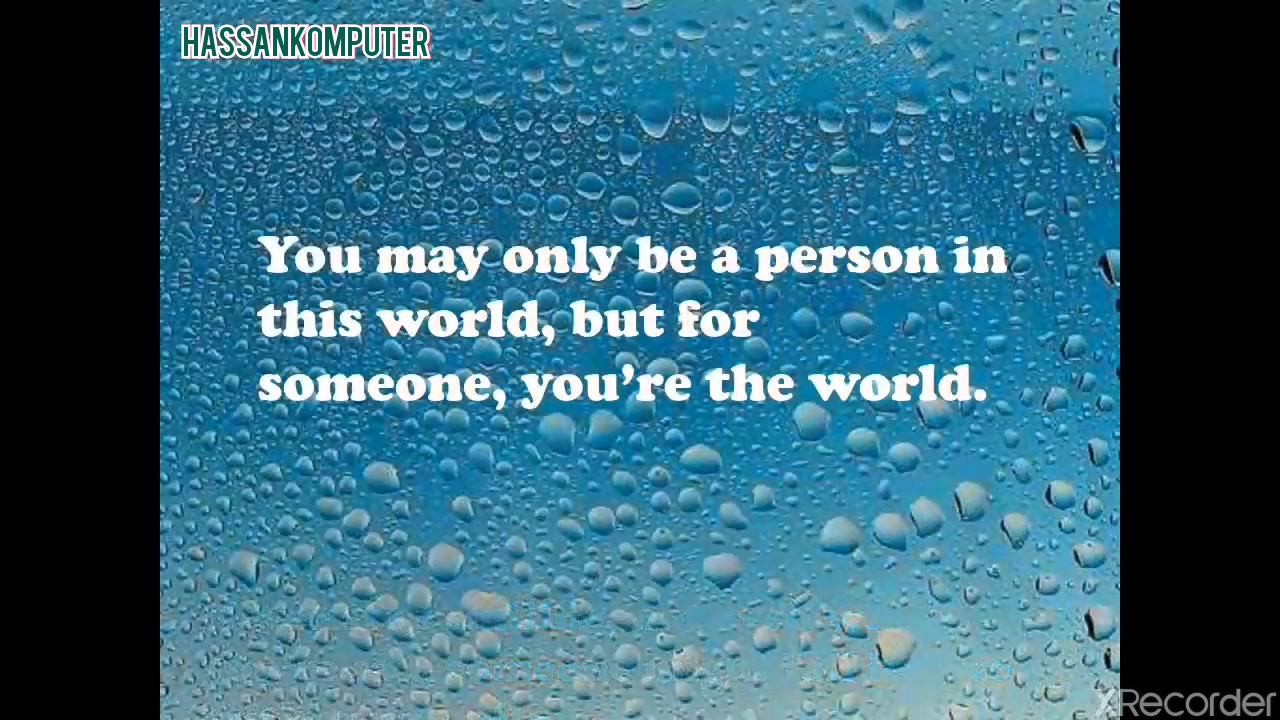 HASSANKOMPUTER
You may only be a person in
this world, but for
someone, you're the world.
XRecorder